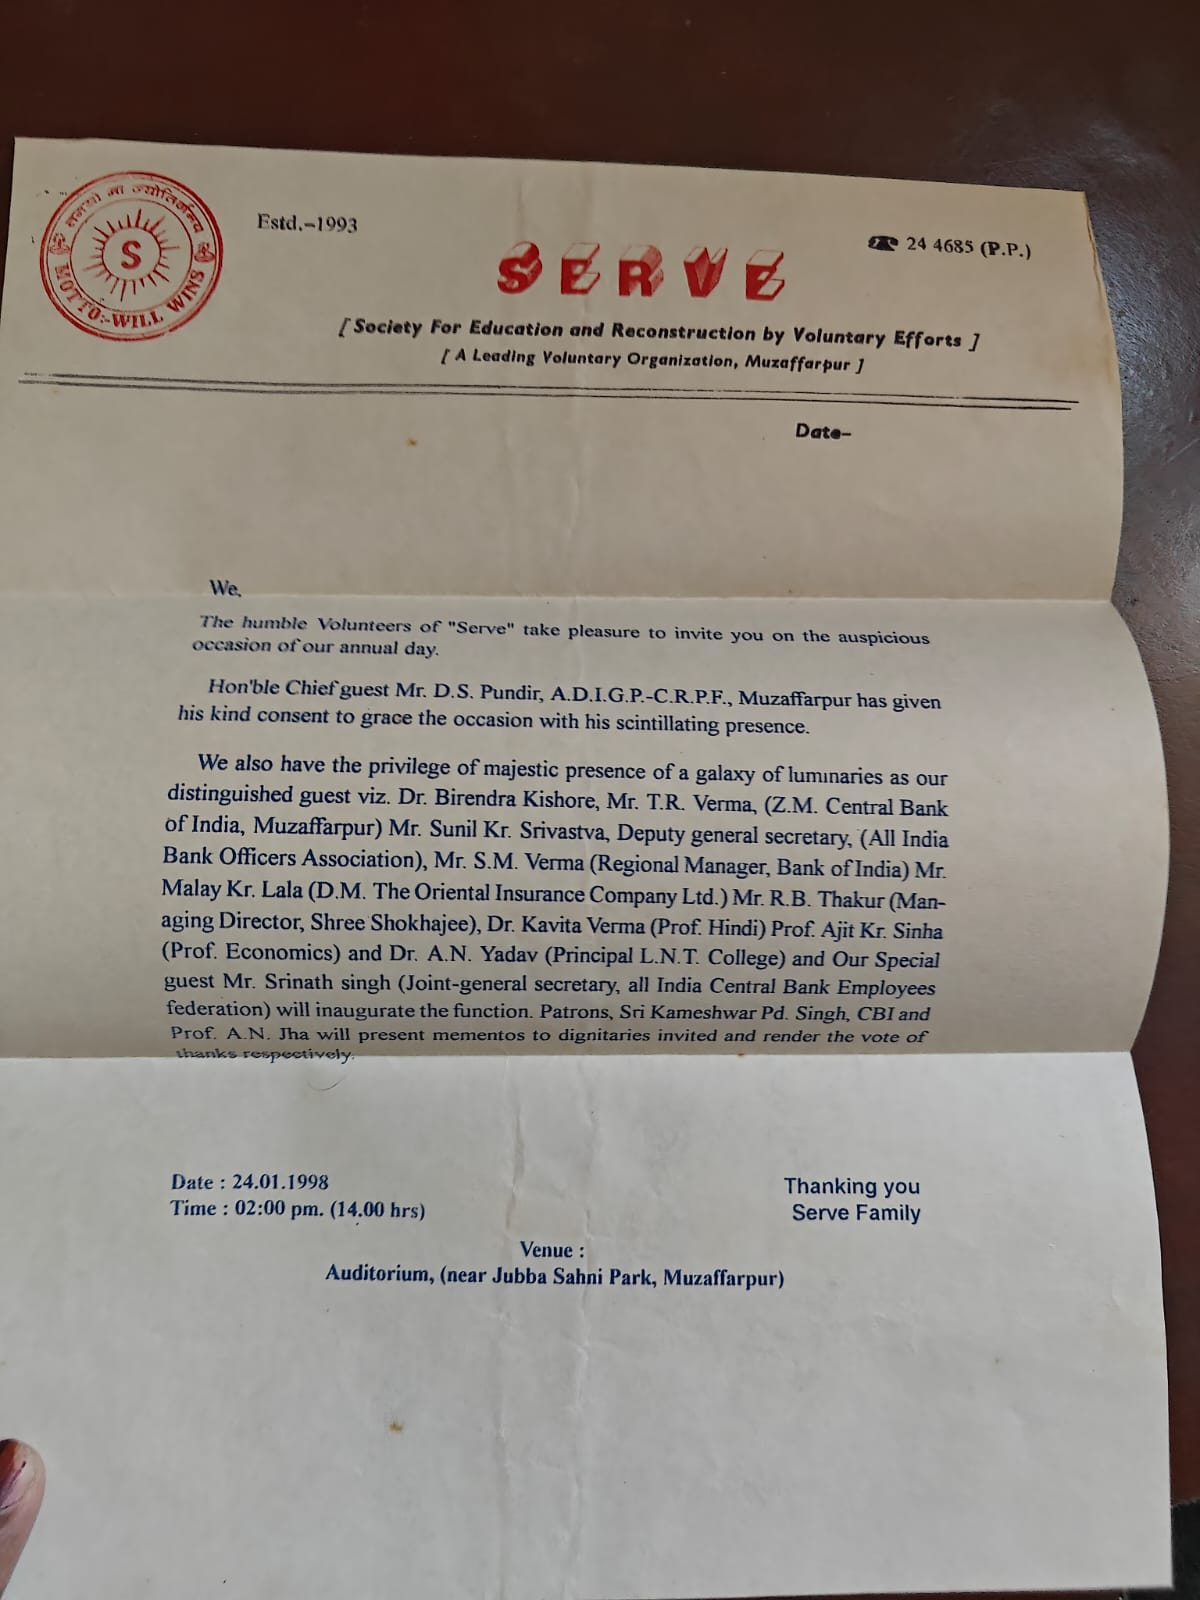 तमसो मा ज्योतिर्गमय
S
MOTTO:-WILL WINS
Estd.-1993
☎ 24 4685 (P.P.)
SERVE
[ Society For Education and Reconstruction by Voluntary Efforts ]
[ A Leading Voluntary Organization, Muzaffarpur ]
Date-
We,
The humble Volunteers of "Serve" take pleasure to invite you on the auspicious
occasion of our annual day.
Hon'ble Chief guest Mr. D.S. Pundir, A.D.I.G.P.-C.R.P.F., Muzaffarpur has given
his kind consent to grace the occasion with his scintillating presence.
We also have the privilege of majestic presence of a galaxy of luminaries as our
distinguished guest viz. Dr. Birendra Kishore, Mr. T.R. Verma, (Z.M. Central Bank
of India, Muzaffarpur) Mr. Sunil Kr. Srivastva, Deputy general secretary, (All India
Bank Officers Association), Mr. S.M. Verma (Regional Manager, Bank of India) Mr.
Malay Kr. Lala (D.M. The Oriental Insurance Company Ltd.) Mr. R.B. Thakur (Man-
aging Director, Shree Shokhajee), Dr. Kavita Verma (Prof. Hindi) Prof. Ajit Kr. Sinha
(Prof. Economics) and Dr. A.N. Yadav (Principal L.N.T. College) and Our Special
guest Mr. Srinath singh (Joint-general secretary, all India Central Bank Employees
federation) will inaugurate the function. Patrons, Sri Kameshwar Pd. Singh, CBI and
Prof. A.N. Jha will present mementos to dignitaries invited and render the vote of
thanks respectively.
Date : 24.01.1998
Time : 02:00 pm. (14.00 hrs)
Thanking you
Serve Family
Venue :
Auditorium, (near Jubba Sahni Park, Muzaffarpur)